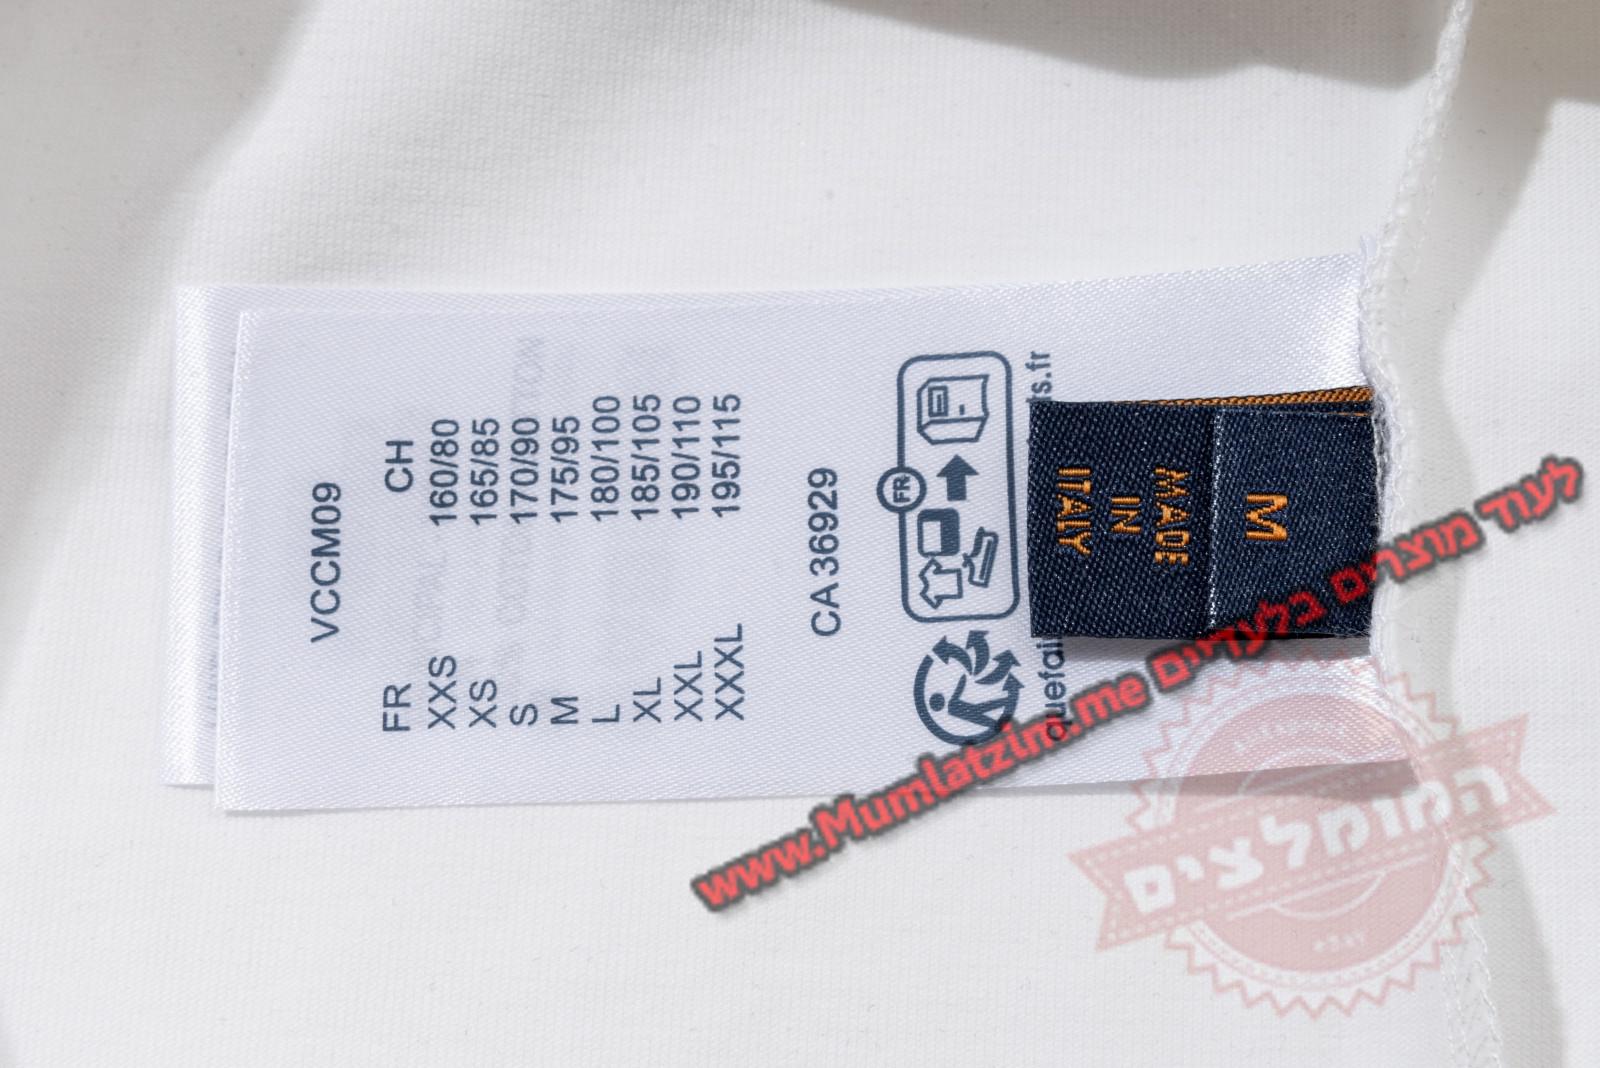 VCCM09
FR CH
XXS 160/80
XS 165/85
S 170/90
M 175/95
L 180/100
XL 185/105
XXL 190/110
XXXL 195/115
CA 36929
FR
M
MADE
IN
ITALY
www.Mumlatzim.me לעוד מוצרים בלעדיים
המומלצים